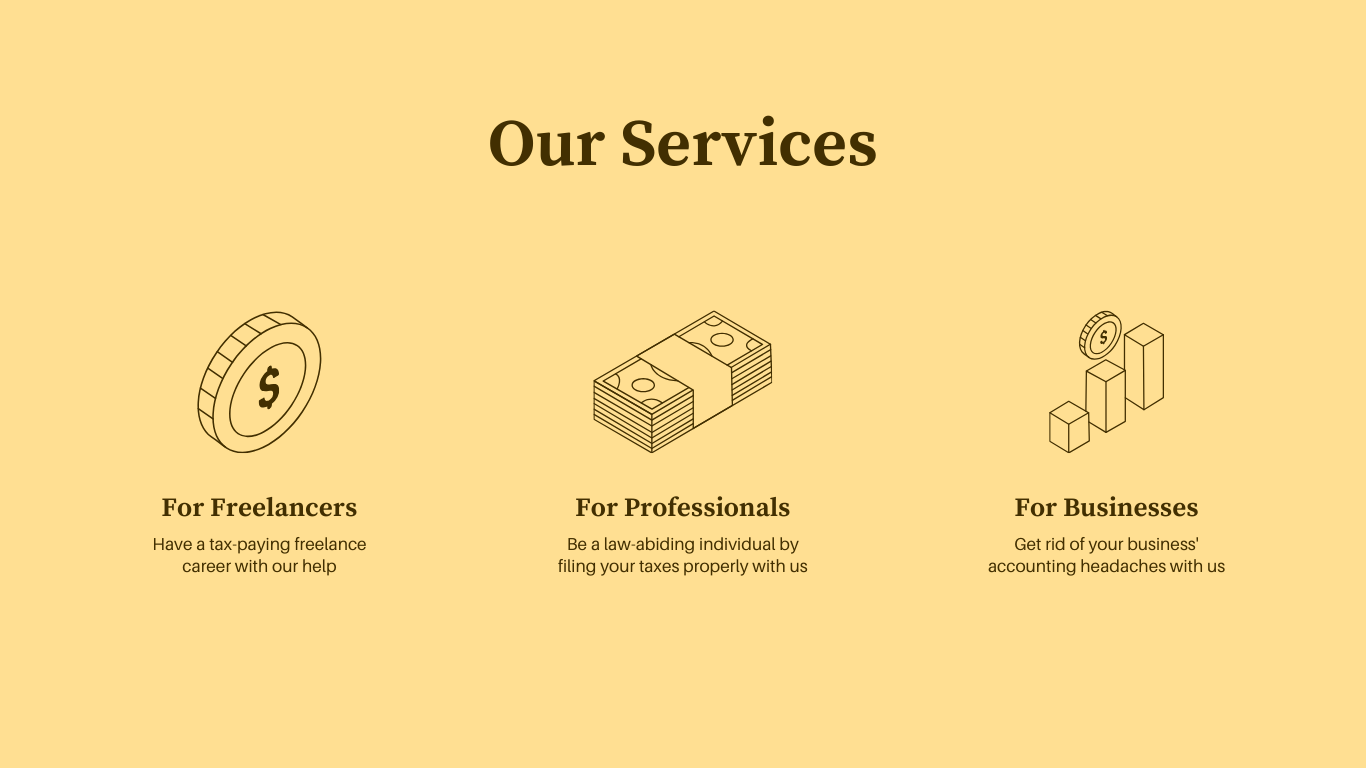 Our Services
$
$
For Freelancers
Have a tax-paying freelance
career with our help
For Professionals
Be a law-abiding individual by
filing your taxes properly with us
For Businesses
Get rid of your business'
accounting headaches with us